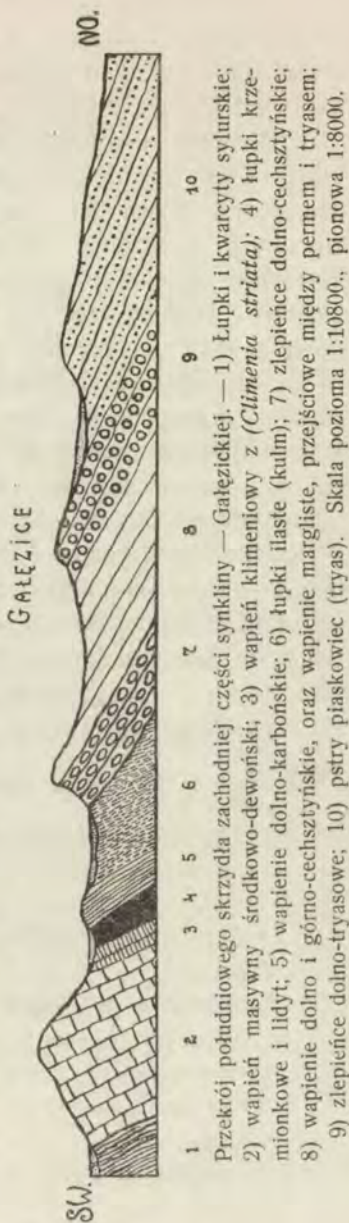 GAŁĘZICE
SW.
NO.
1 2 3 4 5 6 7 8 9 10
Przekrój południowego skrzydła zachodniej części synkliny — Gałęzickiej. — 1) Łupki i kwarcyty sylurskie;
2) wapień masywny środkowo-dewoński; 3) wapień klimeniowy z (Climenia striata); 4) łupki krze-
mionkowe i lidyt; 5) wapienie dolno-karbońskie; 6) łupki ilaste (kulm); 7) zlepieńce dolno-cechsztyńskie;
8) wapienie dolno i górno-cechsztyńskie, oraz wapienie margliste, przejściowe między permem i tryasem;
9) zlepieńce dolno-tryasowe; 10) pstry piaskowiec (tryas). Skala pozioma 1:10800., pionowa 1:8000.